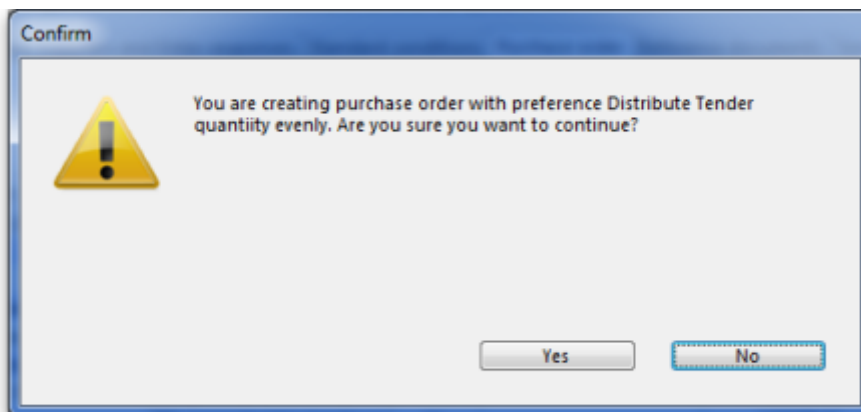 Confirm
You are creating purchase order with preference Distribute Tender
quantiity evenly. Are you sure you want to continue?
Yes
No